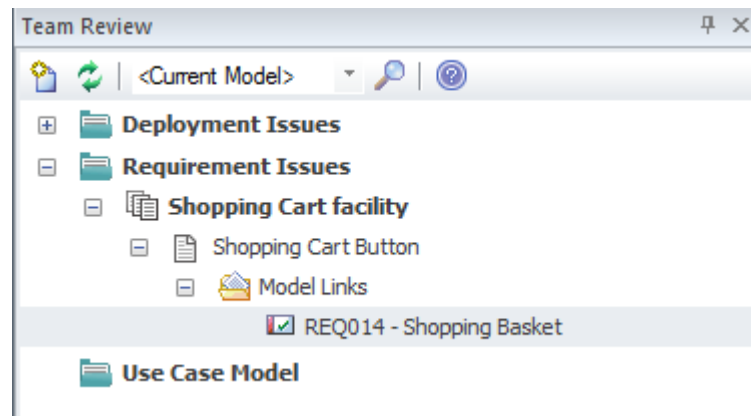 Team Review
<Current Model>
Deployment Issues
Requirement Issues
Shopping Cart facility
Shopping Cart Button
Model Links
REQ014 - Shopping Basket
Use Case Model